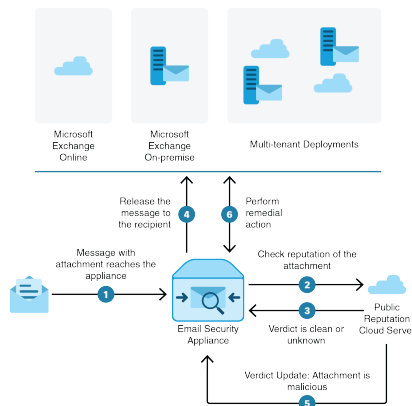 Microsoft
Exchange
Online
Microsoft
Exchange
On-premise
Multi-tenant Deployments
Release the
message to
the recipient
4
6
Perform
remedial
action
Message with
attachment reaches the
appliance
1
Check reputation of the
attachment
2
3
Verdict is clean or
unknown
Public
Reputation
Cloud Serve
Email Security
Appliance
Verdict Update: Attachment is
malicious
5